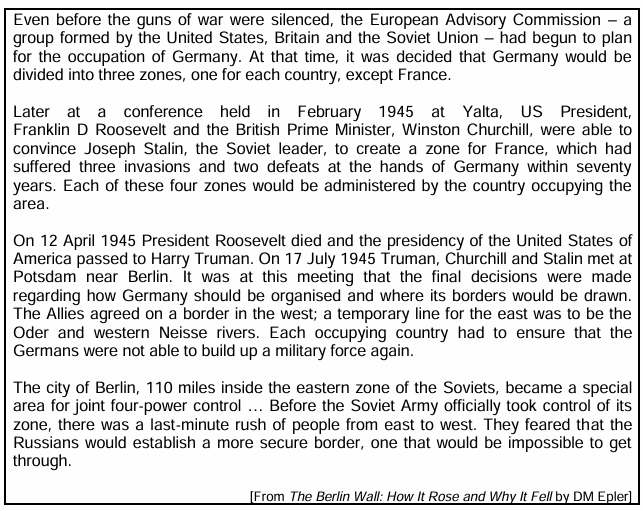 Even before the guns of war were silenced, the European Advisory Commission – a
group formed by the United States, Britain and the Soviet Union – had begun to plan
for the occupation of Germany. At that time, it was decided that Germany would be
divided into three zones, one for each country, except France.
Later at a conference held in February 1945 at Yalta, US President,
Franklin D Roosevelt and the British Prime Minister, Winston Churchill, were able to
convince Joseph Stalin, the Soviet leader, to create a zone for France, which had
suffered three invasions and two defeats at the hands of Germany within seventy
years. Each of these four zones would be administered by the country occupying the
area.
On 12 April 1945 President Roosevelt died and the presidency of the United States of
America passed to Harry Truman. On 17 July 1945 Truman, Churchill and Stalin met at
Potsdam near Berlin. It was at this meeting that the final decisions were made
regarding how Germany should be organised and where its borders would be drawn.
The Allies agreed on a border in the west; a temporary line for the east was to be the
Oder and western Neisse rivers. Each occupying country had to ensure that the
Germans were not able to build up a military force again.
The city of Berlin, 110 miles inside the eastern zone of the Soviets, became a special
area for joint four-power control … Before the Soviet Army officially took control of its
zone, there was a last-minute rush of people from east to west. They feared that the
Russians would establish a more secure border, one that would be impossible to get
through.
[From The Berlin Wall: How It Rose and Why It Fell by DM Epler]